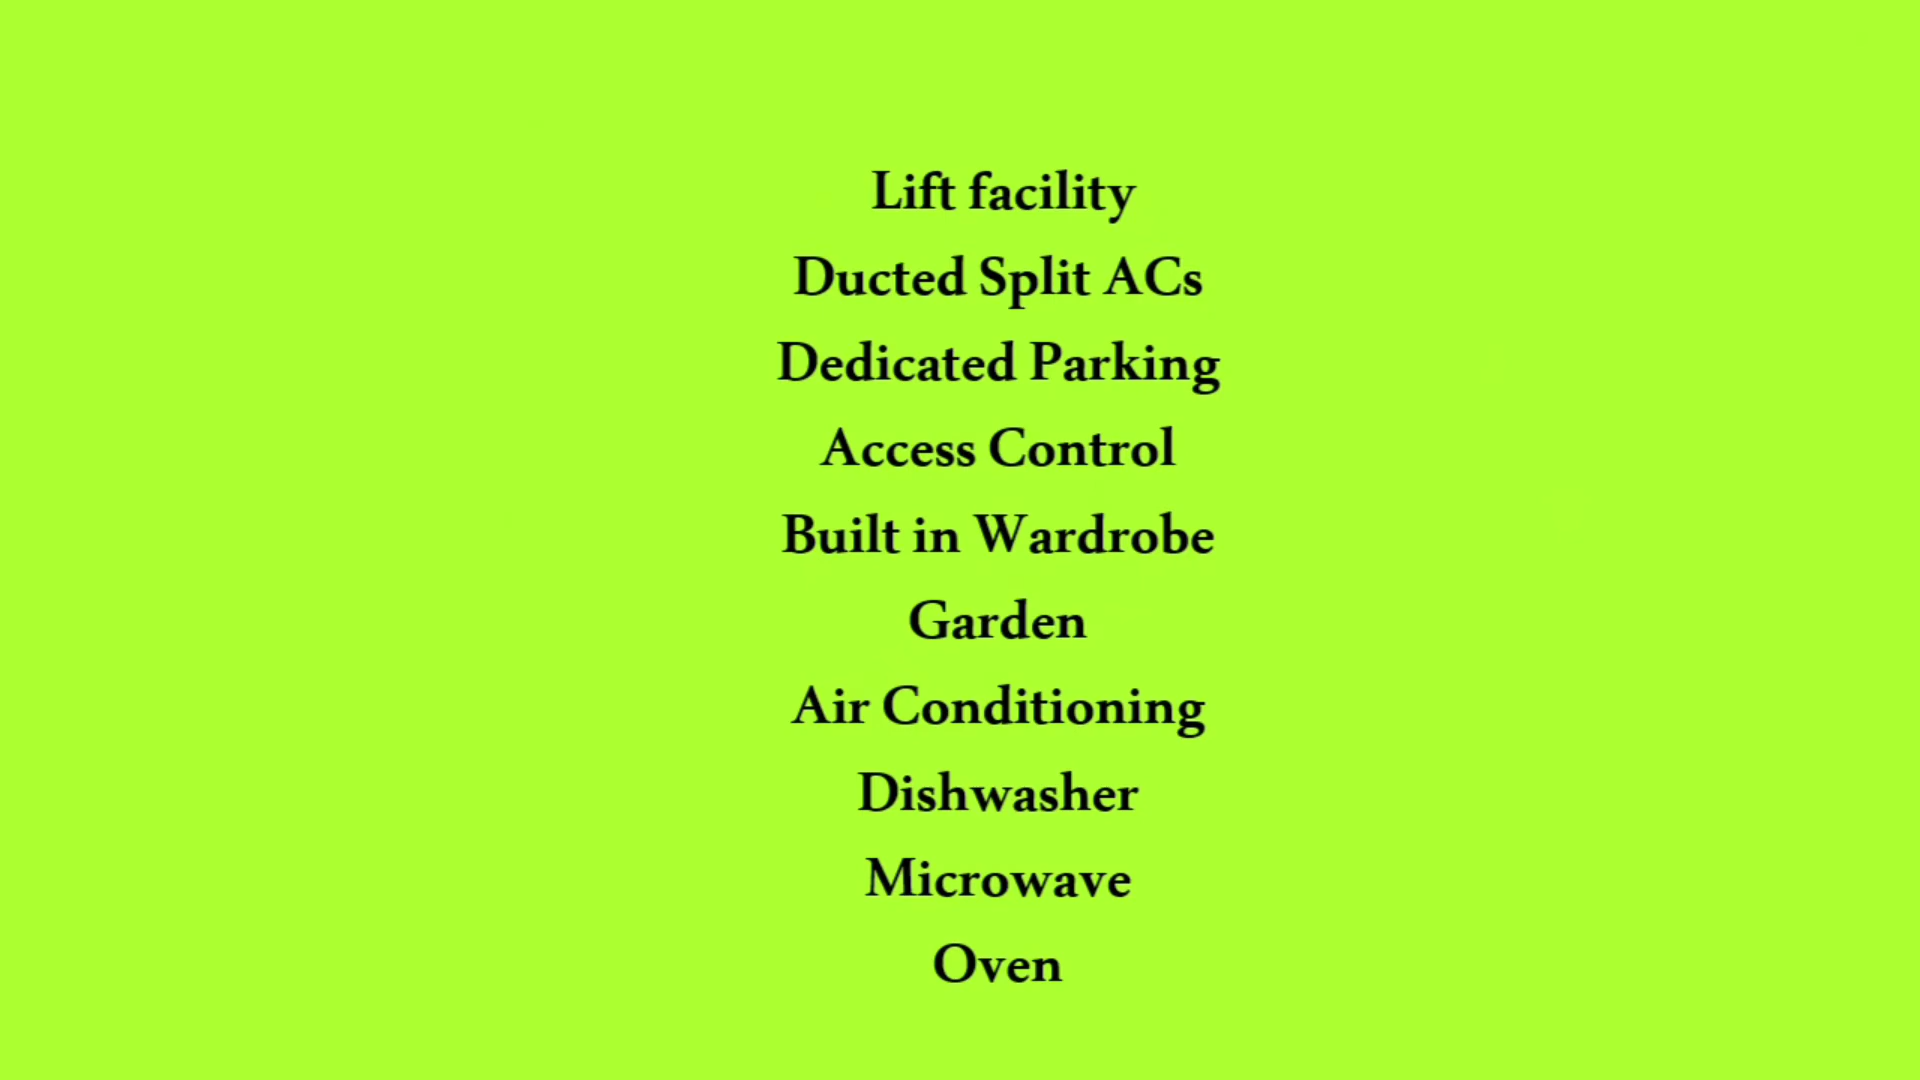 Lift facility
Ducted Split ACs
Dedicated Parking
Access Control
Built in Wardrobe
Garden
Air Conditioning
Dishwasher
Microwave
Oven